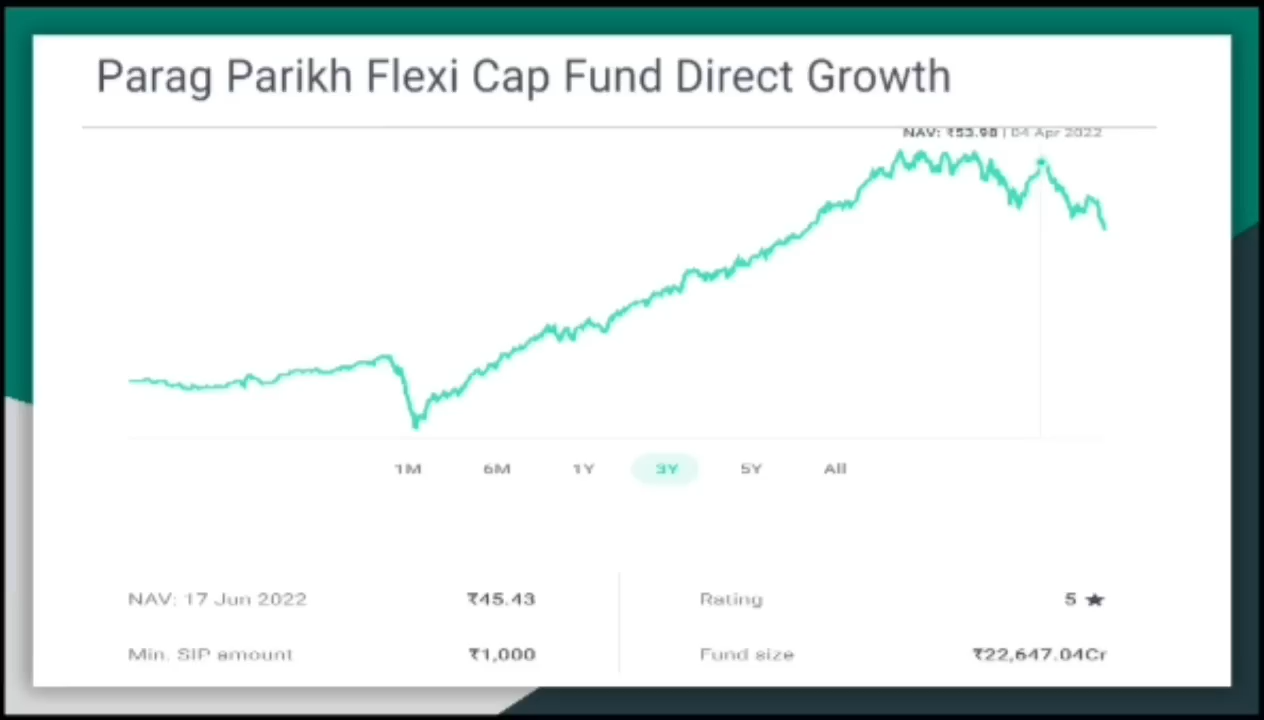 Parag Parikh Flexi Cap Fund Direct Growth
NAV: ₹53.98 | 04 Apr 2022
1M 6M 1Y 3Y 5Y All
NAV: 17 Jun 2022 ₹45.43 Rating 5 ★
Min. SIP amount ₹1,000 Fund size ₹22,647.04Cr